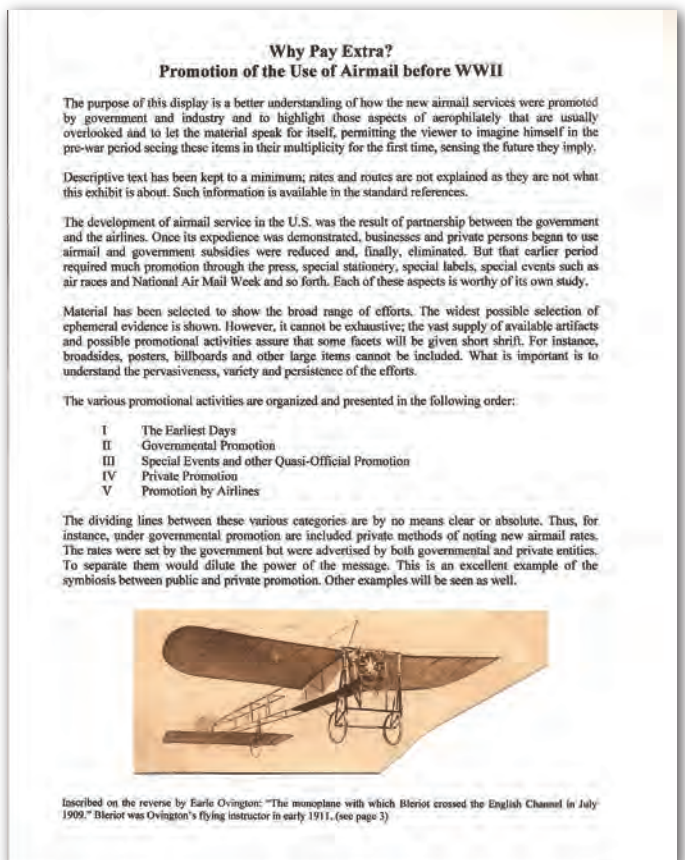 Why Pay Extra?
Promotion of the Use of Airmail before WWII
The purpose of this display is a better understanding of how the new airmail services were promoted
by government and industry and to highlight those aspects of aerophilately that are usually
overlooked and to let the material speak for itself, permitting the viewer to imagine himself in the
pre-war period seeing these items in their multiplicity for the first time, sensing the future they imply.
Descriptive text has been kept to a minimum; rates and routes are not explained as they are not what
this exhibit is about. Such information is available in the standard references.
The development of airmail service in the U.S. was the result of partnership between the government
and the airlines. Once its expedience was demonstrated, businesses and private persons began to use
airmail and government subsidies were reduced and, finally, eliminated. But that earlier period
required much promotion through the press, special stationery, special labels, special events such as
air races and National Air Mail Week and so forth. Each of these aspects is worthy of its own study.
Material has been selected to show the broad range of efforts. The widest possible selection of
ephemeral evidence is shown. However, it cannot be exhaustive; the vast supply of available artifacts
and possible promotional activities assure that some facets will be given short shrift. For instance,
broadsides, posters, billboards and other large items cannot be included. What is important is to
understand the pervasiveness, variety and persistence of the efforts.
The various promotional activities are organized and presented in the following order:
I The Earliest Days
II Governmental Promotion
III Special Events and other Quasi-Official Promotion
IV Private Promotion
V Promotion by Airlines
The dividing lines between these various categories are by no means clear or absolute. Thus, for
instance, under governmental promotion are included private methods of noting new airmail rates.
The rates were set by the government but were advertised by both governmental and private entities.
To separate them would dilute the power of the message. This is an excellent example of the
symbiosis between public and private promotion. Other examples will be seen as well.
Inscribed on the reverse by Earle Ovington: "The monoplane with which Bleriot crossed the English Channel in July
1909." Bleriot was Ovington's flying instructor in early 1911. (see page 3)